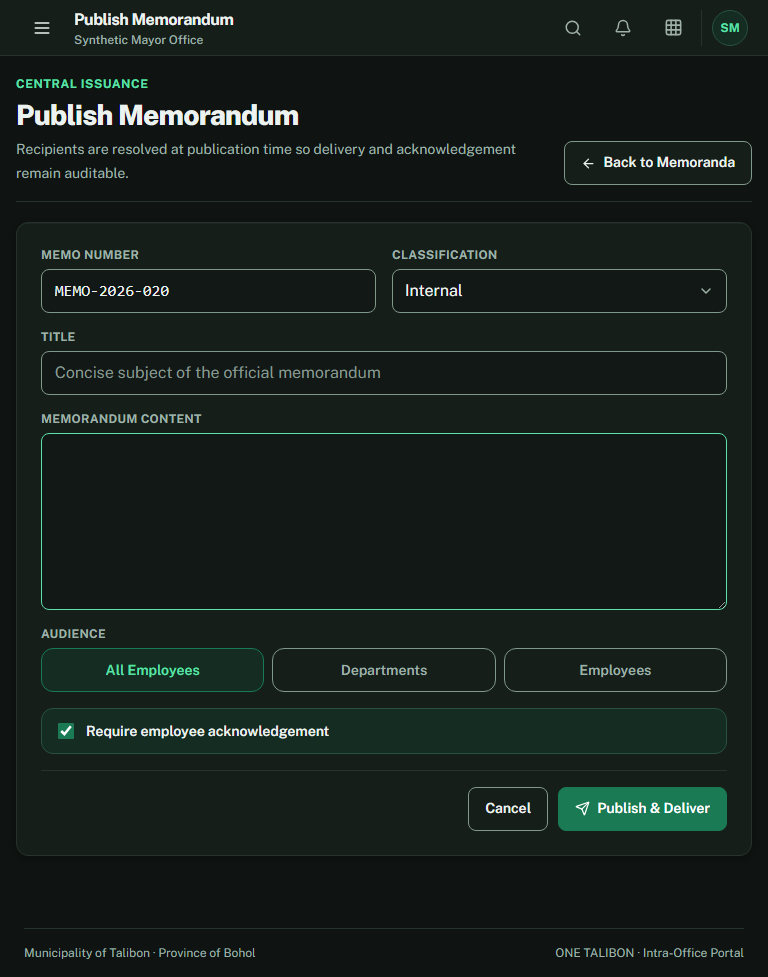 Publish Memorandum
Synthetic Mayor Office
SM
CENTRAL ISSUANCE
Publish Memorandum
Recipients are resolved at publication time so delivery and acknowledgement
remain auditable.
Back to Memoranda
MEMO NUMBER
CLASSIFICATION
MEMO-2026-020
Internal
TITLE
Concise subject of the official memorandum
MEMORANDUM CONTENT
AUDIENCE
All Employees
Departments
Employees
Require employee acknowledgement
Cancel
Publish & Deliver
Municipality of Talibon · Province of Bohol
ONE TALIBON · Intra-Office Portal